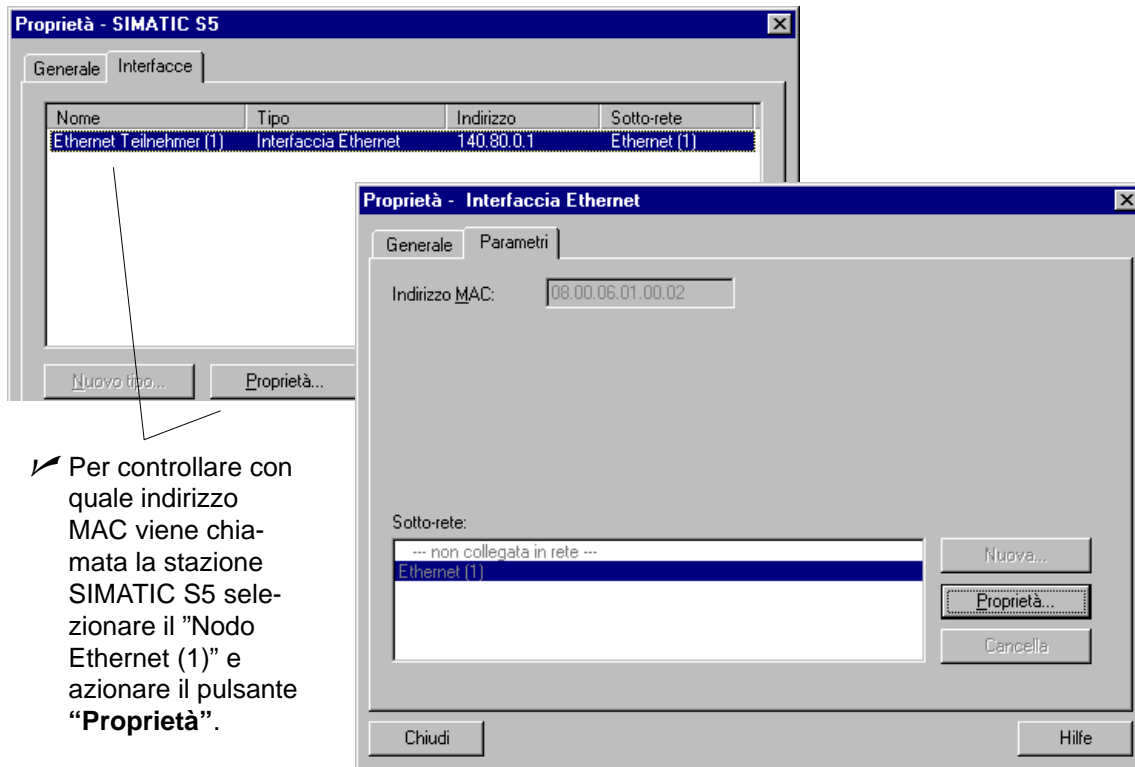 Proprietà - SIMATIC S5
Generale Interfacce
Nome Tipo Indirizzo Sotto-rete
Ethernet Teilnehmer (1) Interfaccia Ethernet 140.80.0.1 Ethernet (1)
Nuovo tipo... Proprietà...
Proprietà - Interfaccia Ethernet
Generale Parametri
Indirizzo MAC: 08.00.06.01.00.02
Sotto-rete:
--- non collegata in rete ---
Ethernet (1)
Nuova...
Proprietà...
Cancella
Chiudi Hilfe
Per controllare con
quale indirizzo
MAC viene chia-
mata la stazione
SIMATIC S5 sele-
zionare il ”Nodo
Ethernet (1)” e
azionare il pulsante
“Proprietà”.